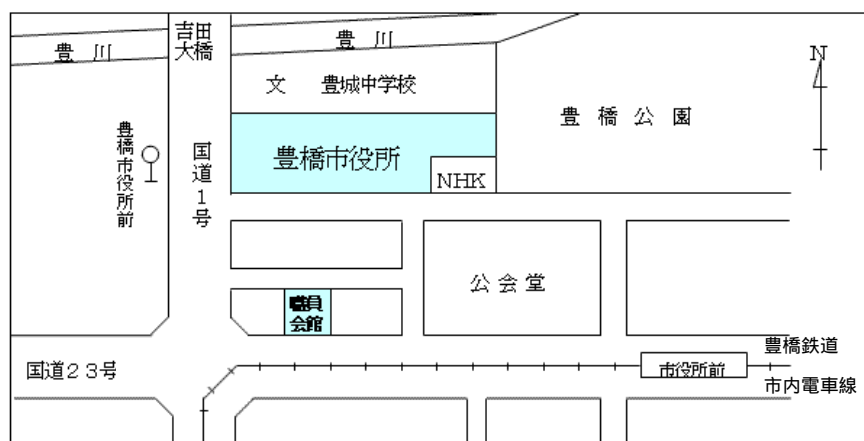 吉田
大橋
豊 川
豊 川
文 豊城中学校
N
豊 橋 公 園
豊橋市役所前
国道1号
豊橋市役所
NHK
公 会 堂
職員
会館
豊橋鉄道
国道23号
市役所前
市内電車線